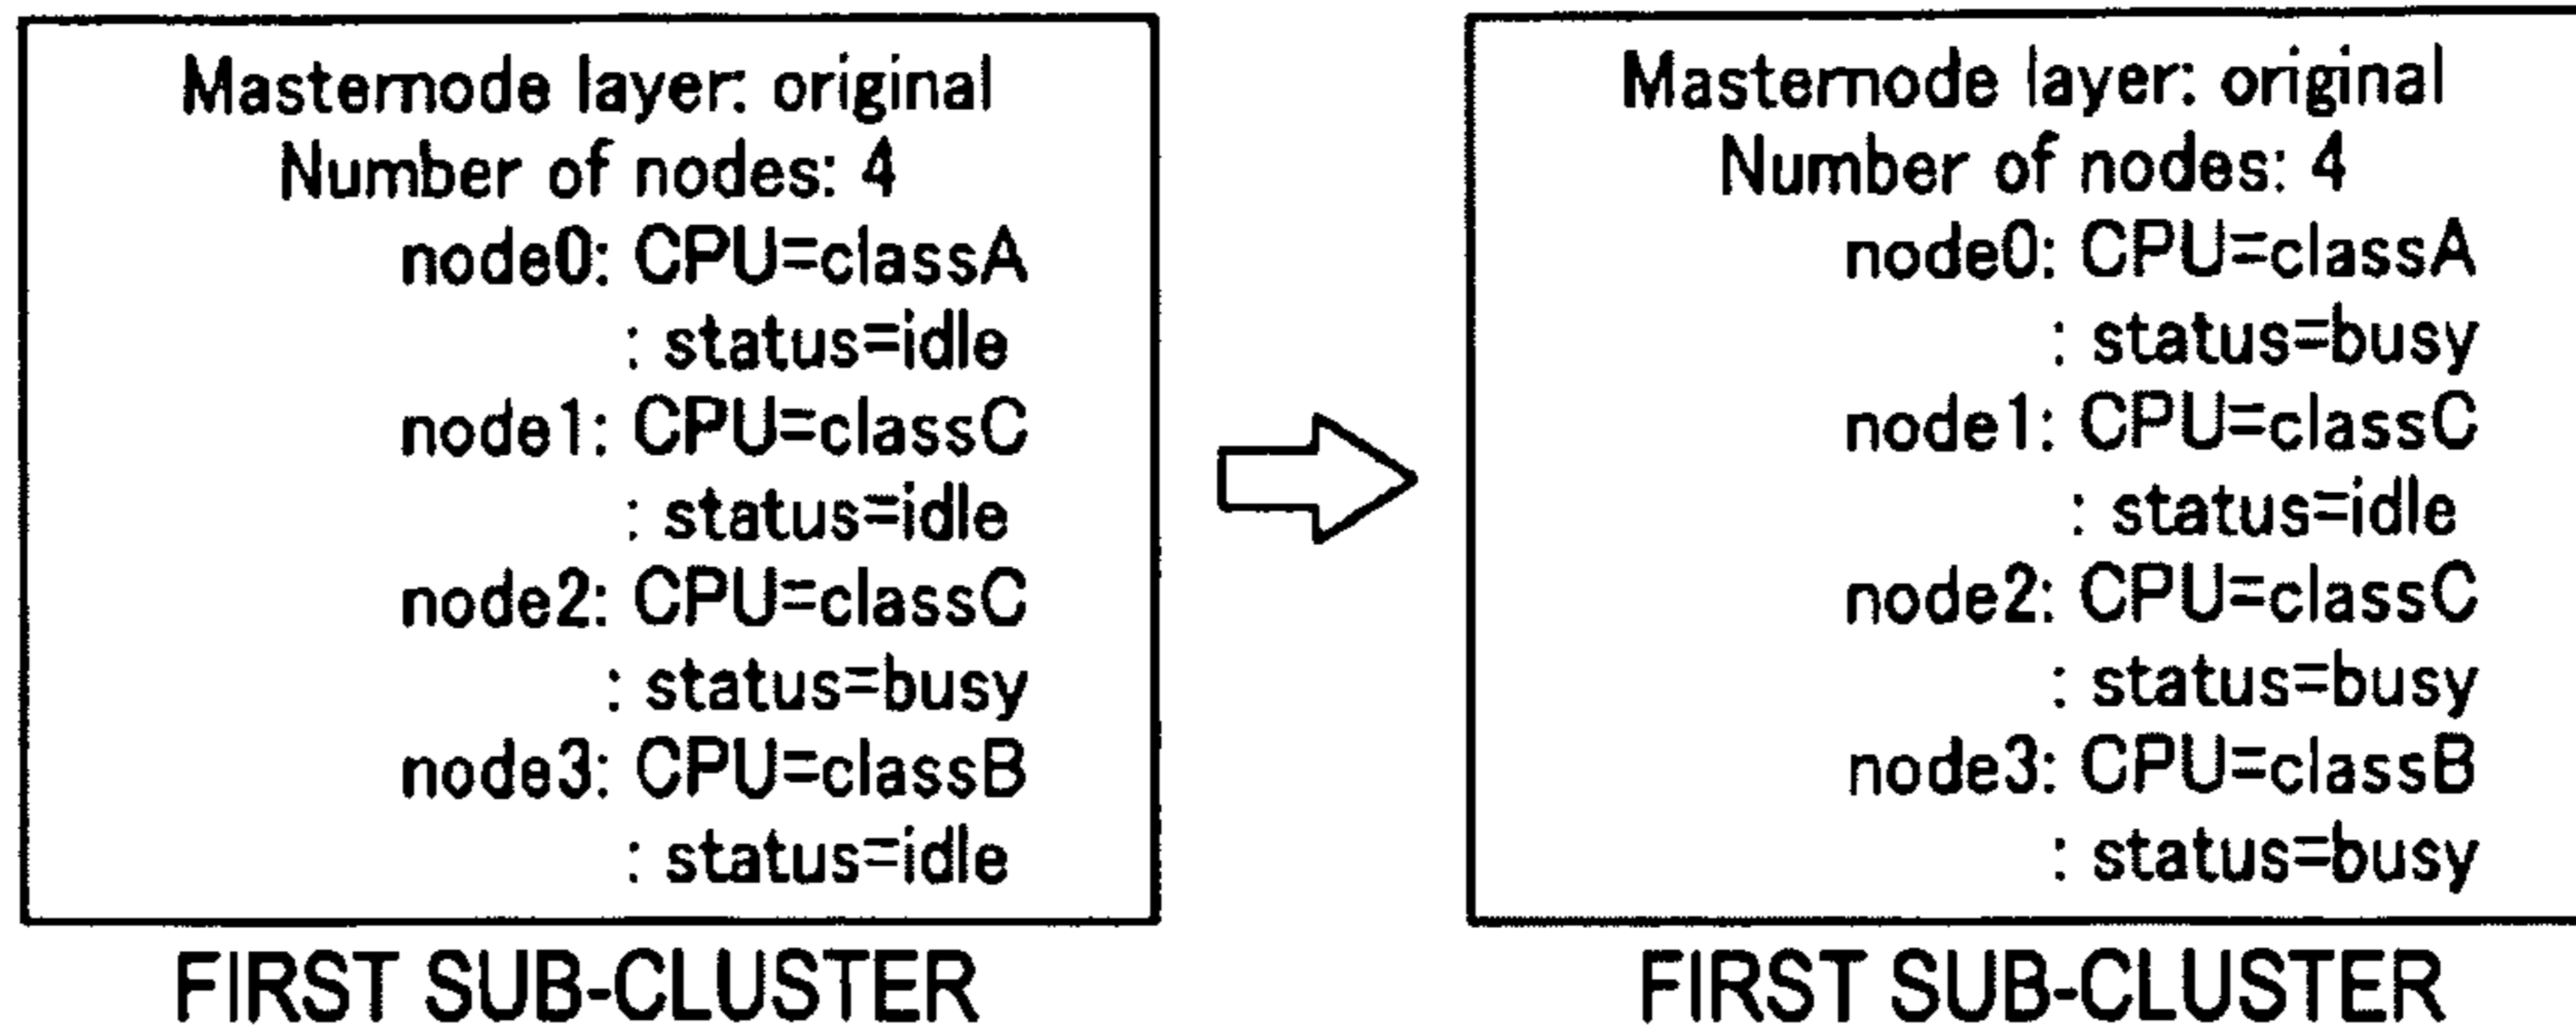 Masternode layer: original
Number of nodes: 4
node0: CPU=classA
: status=idle
node1: CPU=classC
: status=idle
node2: CPU=classC
: status=busy
node3: CPU=classB
: status=idle
FIRST SUB-CLUSTER
Masternode layer: original
Number of nodes: 4
node0: CPU=classA
: status=busy
node1: CPU=classC
: status=idle
node2: CPU=classC
: status=busy
node3: CPU=classB
: status=busy
FIRST SUB-CLUSTER